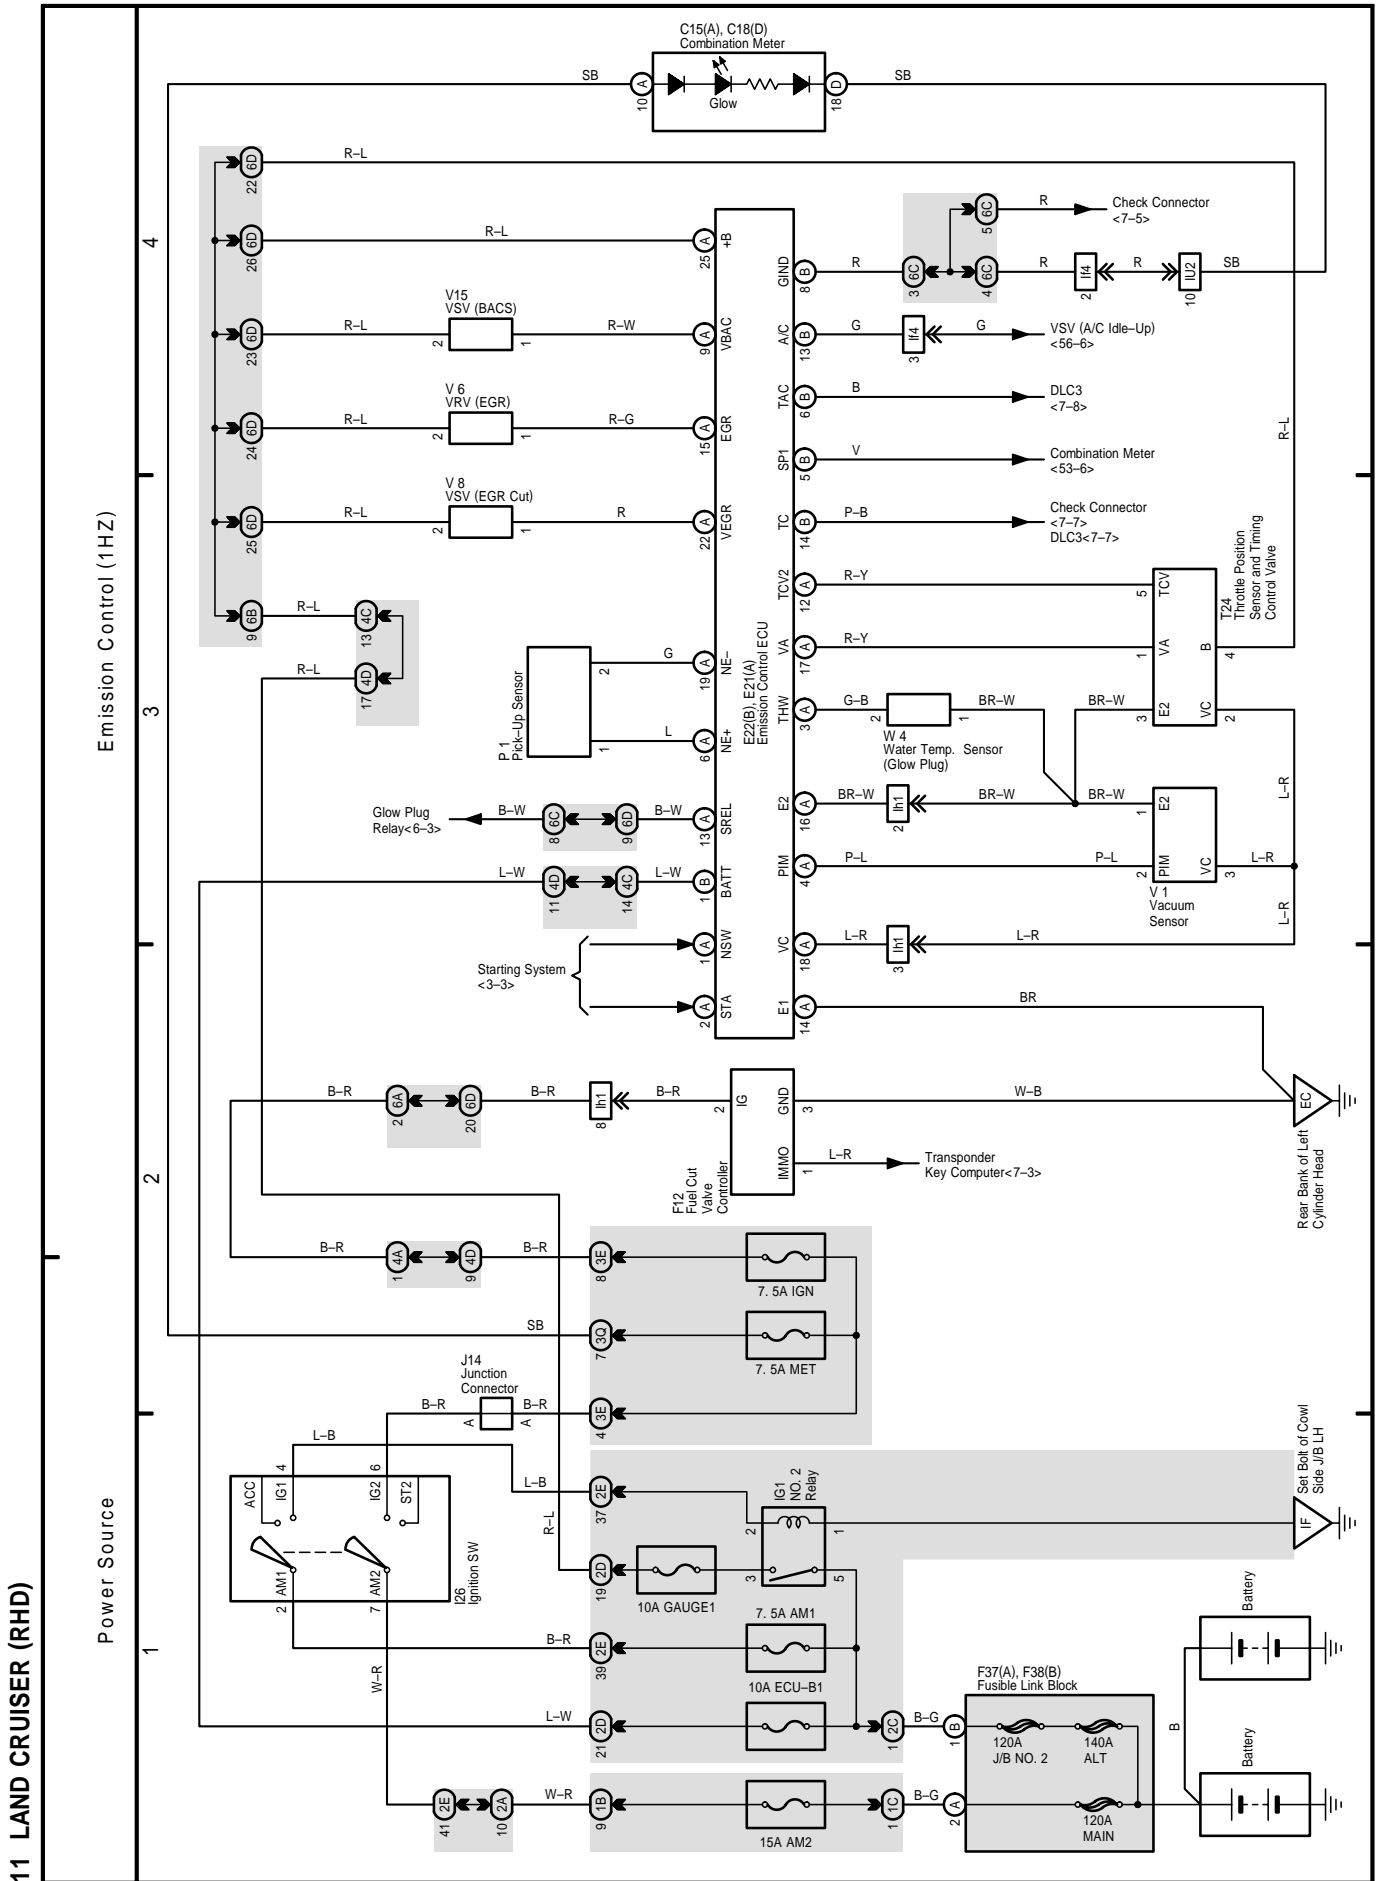 11 LAND CRUISER (RHD)
Power Source
Emission Control (1HZ)
1
2
3
4
C15(A), C18(D)
Combination Meter
SB
10
A
Glow
D
18
SB
22
6D
R–L
26
6D
R–L
25
A
+B
23
6D
R–L
V15
VSV (BACS)
2
1
R–W
9
A
VBAC
24
6D
R–L
V 6
VRV (EGR)
2
1
R–G
15
A
EGR
25
6D
R–L
V 8
VSV (EGR Cut)
2
1
R
22
A
VEGR
9
6B
R–L
13
4C
R–L
17
4D
P 1
Pick–Up Sensor
2
G
19
A
NE–
1
L
6
A
NE+
Glow Plug
Relay<6–3>
B–W
8
6C
9
6D
B–W
13
A
SREL
L–W
11
4D
14
4C
L–W
1
B
BATT
Starting System
<3–3>
1
A
NSW
2
A
STA
E22(B), E21(A)
Emission Control ECU
GIND
8
B
R
3
6C
5
6C
R
Check Connector
<7–5>
4
6C
R
2
If4
R
10
IU2
SB
A/C
13
B
G
3
If4
G
VSV (A/C Idle–Up)
<56–6>
TAC
6
B
B
DLC3
<7–8>
SP1
5
B
V
Combination Meter
<53–6>
TC
14
B
P–B
Check Connector
<7–7>
DLC3<7–7>
TCV2
12
A
R–Y
5
TCV
VA
17
A
R–Y
1
VA
B
4
R–L
T24
Throttle Position
Sensor and Timing
Control Valve
THW
3
A
G–B
2
1
W 4
Water Temp. Sensor
(Glow Plug)
BR–W
BR–W
3
E2
VC
2
L–R
E2
16
A
BR–W
2
Ih1
BR–W
BR–W
1
E2
PIM
4
A
P–L
P–L
2
PIM
VC
3
L–R
V 1
Vacuum
Sensor
L–R
VC
18
A
L–R
3
Ih1
L–R
E1
14
A
BR
B–R
2
6A
20
6D
B–R
8
Ih1
B–R
2
IG
GND
3
W–B
IMMO
1
L–R
Transponder
Key Computer<7–3>
F12
Fuel Cut
Valve
Controller
EC
Rear Bank of Left
Cylinder Head
B–R
1
4A
9
4D
B–R
8
3E
7. 5A IGN
SB
7
3Q
7. 5A MET
J14
Junction
Connector
B–R
A
A
B–R
4
3E
L–B
ACC
IG1
4
IG2
6
ST2
2
AM1
7
AM2
I26
Ignition SW
L–B
37
2E
IG1
NO. 2
Relay
2
1
3
5
IF
Set Bolt of Cowl
Side J/B LH
R–L
19
2D
10A GAUGE1
B–R
39
2E
7. 5A AM1
W–R
L–W
21
2D
10A ECU–B1
1
2C
B–G
1
B
F37(A), F38(B)
Fusible Link Block
120A
J/B NO. 2
140A
ALT
41
2E
10
2A
W–R
9
1B
15A AM2
1
1C
B–G
2
A
120A
MAIN
B
Battery
Battery